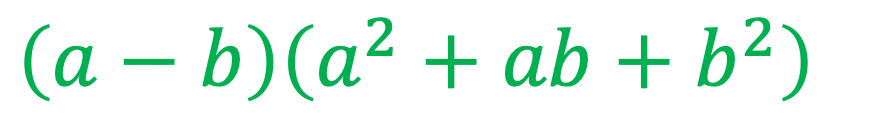 (a − b)(a² + ab + b²)